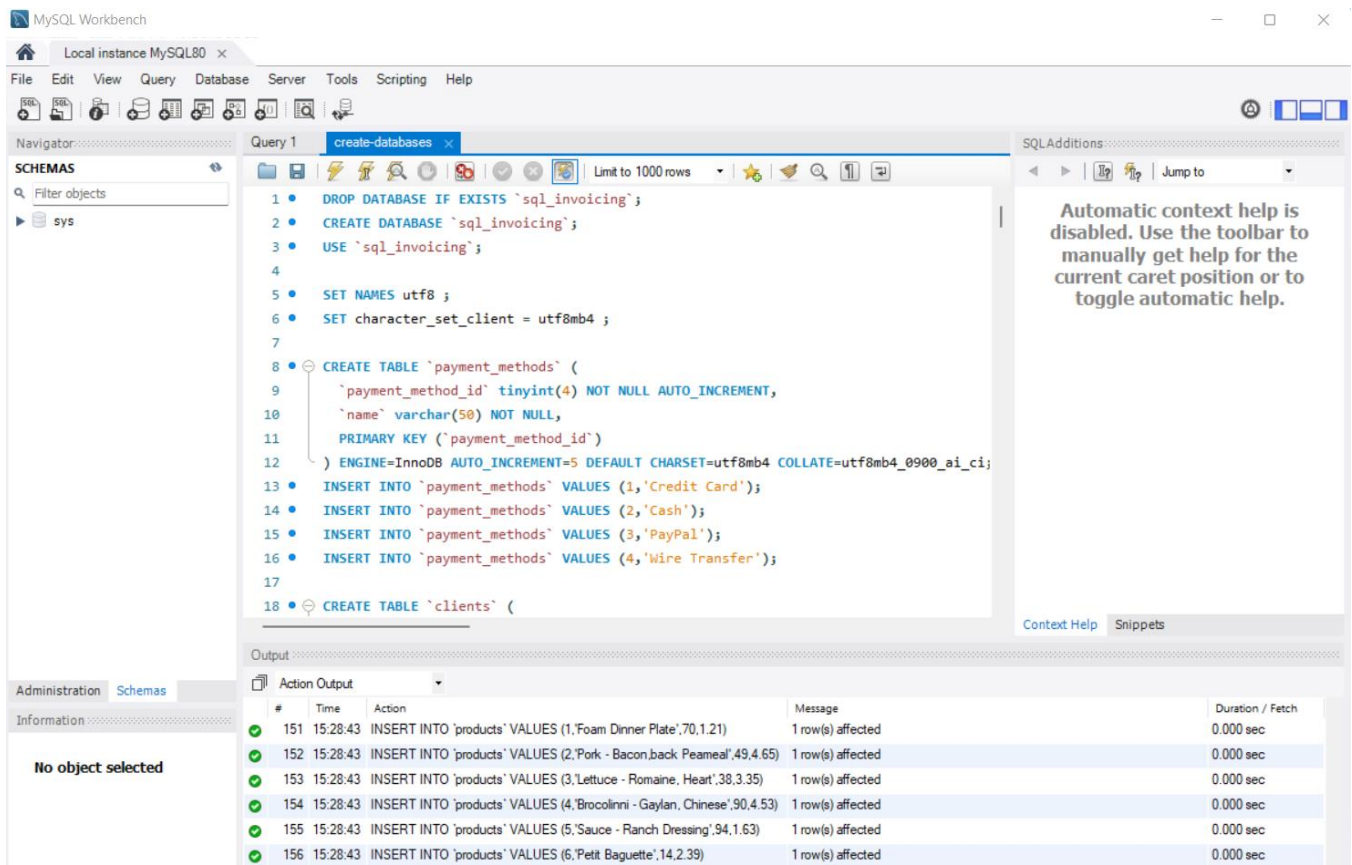 MySQL Workbench
Local instance MySQL80
File Edit View Query Database Server Tools Scripting Help
Navigator
SCHEMAS
Filter objects
sys
Administration Schemas
Information
No object selected
Query 1 create-databases
Limit to 1000 rows
1 DROP DATABASE IF EXISTS `sql_invoicing`;
2 CREATE DATABASE `sql_invoicing`;
3 USE `sql_invoicing`;
4
5 SET NAMES utf8 ;
6 SET character_set_client = utf8mb4 ;
7
8 CREATE TABLE `payment_methods` (
9 `payment_method_id` tinyint(4) NOT NULL AUTO_INCREMENT,
10 `name` varchar(50) NOT NULL,
11 PRIMARY KEY (`payment_method_id`)
12 ) ENGINE=InnoDB AUTO_INCREMENT=5 DEFAULT CHARSET=utf8mb4 COLLATE=utf8mb4_0900_ai_ci;
13 INSERT INTO `payment_methods` VALUES (1,'Credit Card');
14 INSERT INTO `payment_methods` VALUES (2,'Cash');
15 INSERT INTO `payment_methods` VALUES (3,'PayPal');
16 INSERT INTO `payment_methods` VALUES (4,'Wire Transfer');
17
18 CREATE TABLE `clients` (
SQLAdditions
Jump to
Automatic context help is
disabled. Use the toolbar to
manually get help for the
current caret position or to
toggle automatic help.
Context Help Snippets
Output
Action Output
# Time Action Message Duration / Fetch
151 15:28:43 INSERT INTO `products` VALUES (1,'Foam Dinner Plate',70,1.21) 1 row(s) affected 0.000 sec
152 15:28:43 INSERT INTO `products` VALUES (2,'Pork - Bacon,back Peameal',49,4.65) 1 row(s) affected 0.000 sec
153 15:28:43 INSERT INTO `products` VALUES (3,'Lettuce - Romaine, Heart',38,3.35) 1 row(s) affected 0.000 sec
154 15:28:43 INSERT INTO `products` VALUES (4,'Brocolinni - Gaylan, Chinese',90,4.53) 1 row(s) affected 0.000 sec
155 15:28:43 INSERT INTO `products` VALUES (5,'Sauce - Ranch Dressing',94,1.63) 1 row(s) affected 0.000 sec
156 15:28:43 INSERT INTO `products` VALUES (6,'Petit Baguette',14,2.39) 1 row(s) affected 0.000 sec